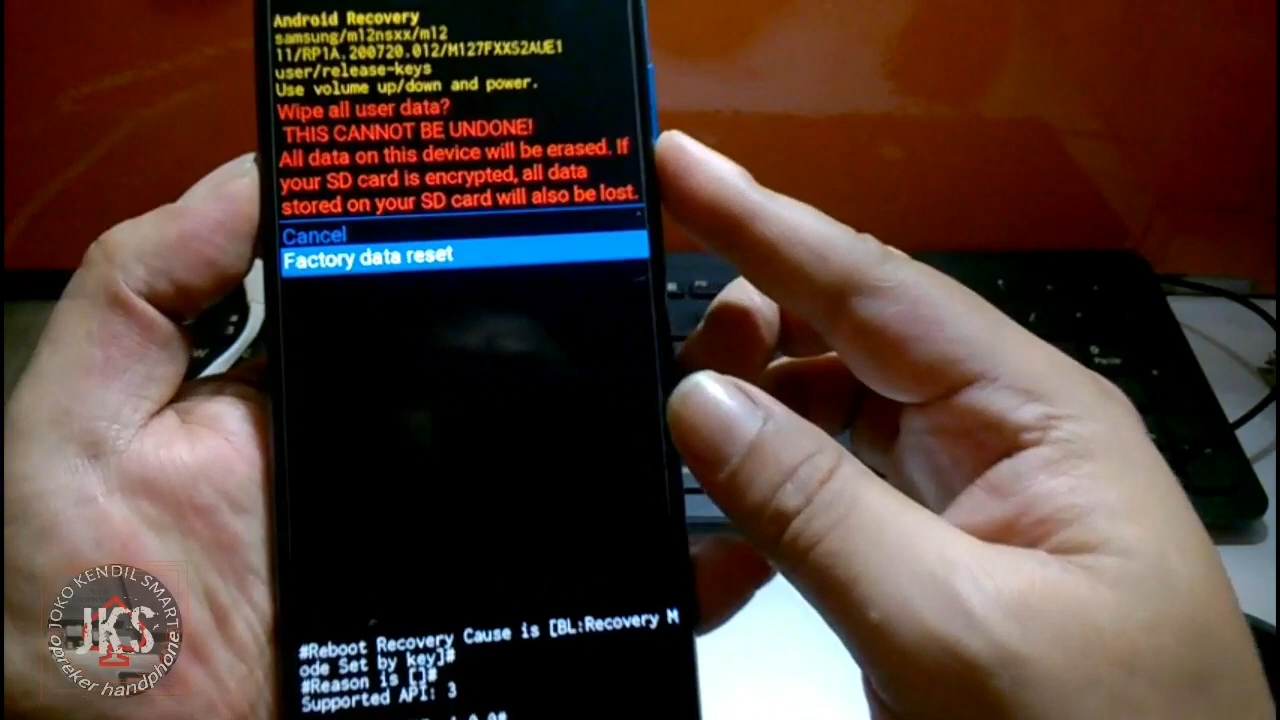 Android Recovery
samsung/m12nsxx/m12
11/RP1A.200720.012/M127FXXS2AUE1
user/release-keys
Use volume up/down and power.
Wipe all user data?
THIS CANNOT BE UNDONE!
All data on this device will be erased. If
your SD card is encrypted, all data
stored on your SD card will also be lost.
Cancel
Factory data reset
#Reboot Recovery Cause is [BL:Recovery M
ode Set by key]#
#Reason is []#
Supported API: 3
JOKO KENDIL SMART
JKS
opreker handphone